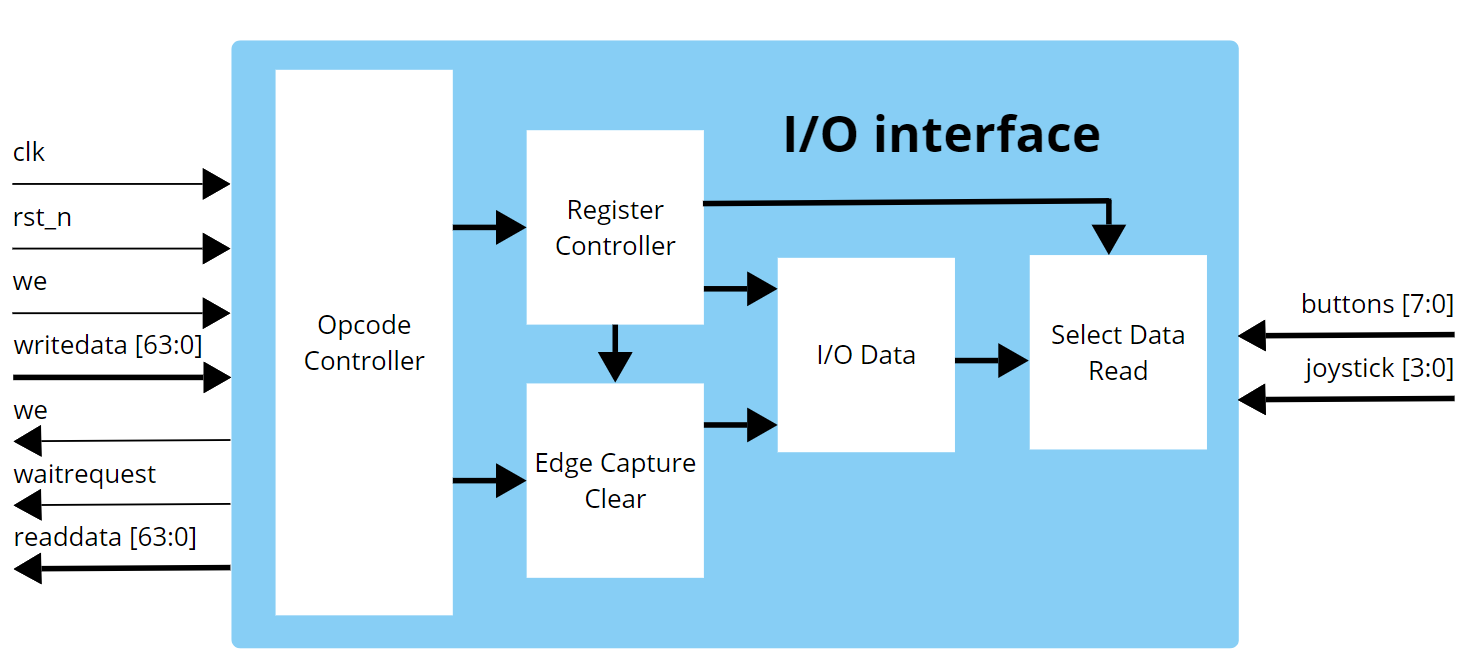 I/O interface
clk
rst_n
we
writedata [63:0]
we
waitrequest
readdata [63:0]
Opcode
Controller
Register
Controller
Edge Capture
Clear
I/O Data
Select Data
Read
buttons [7:0]
joystick [3:0]